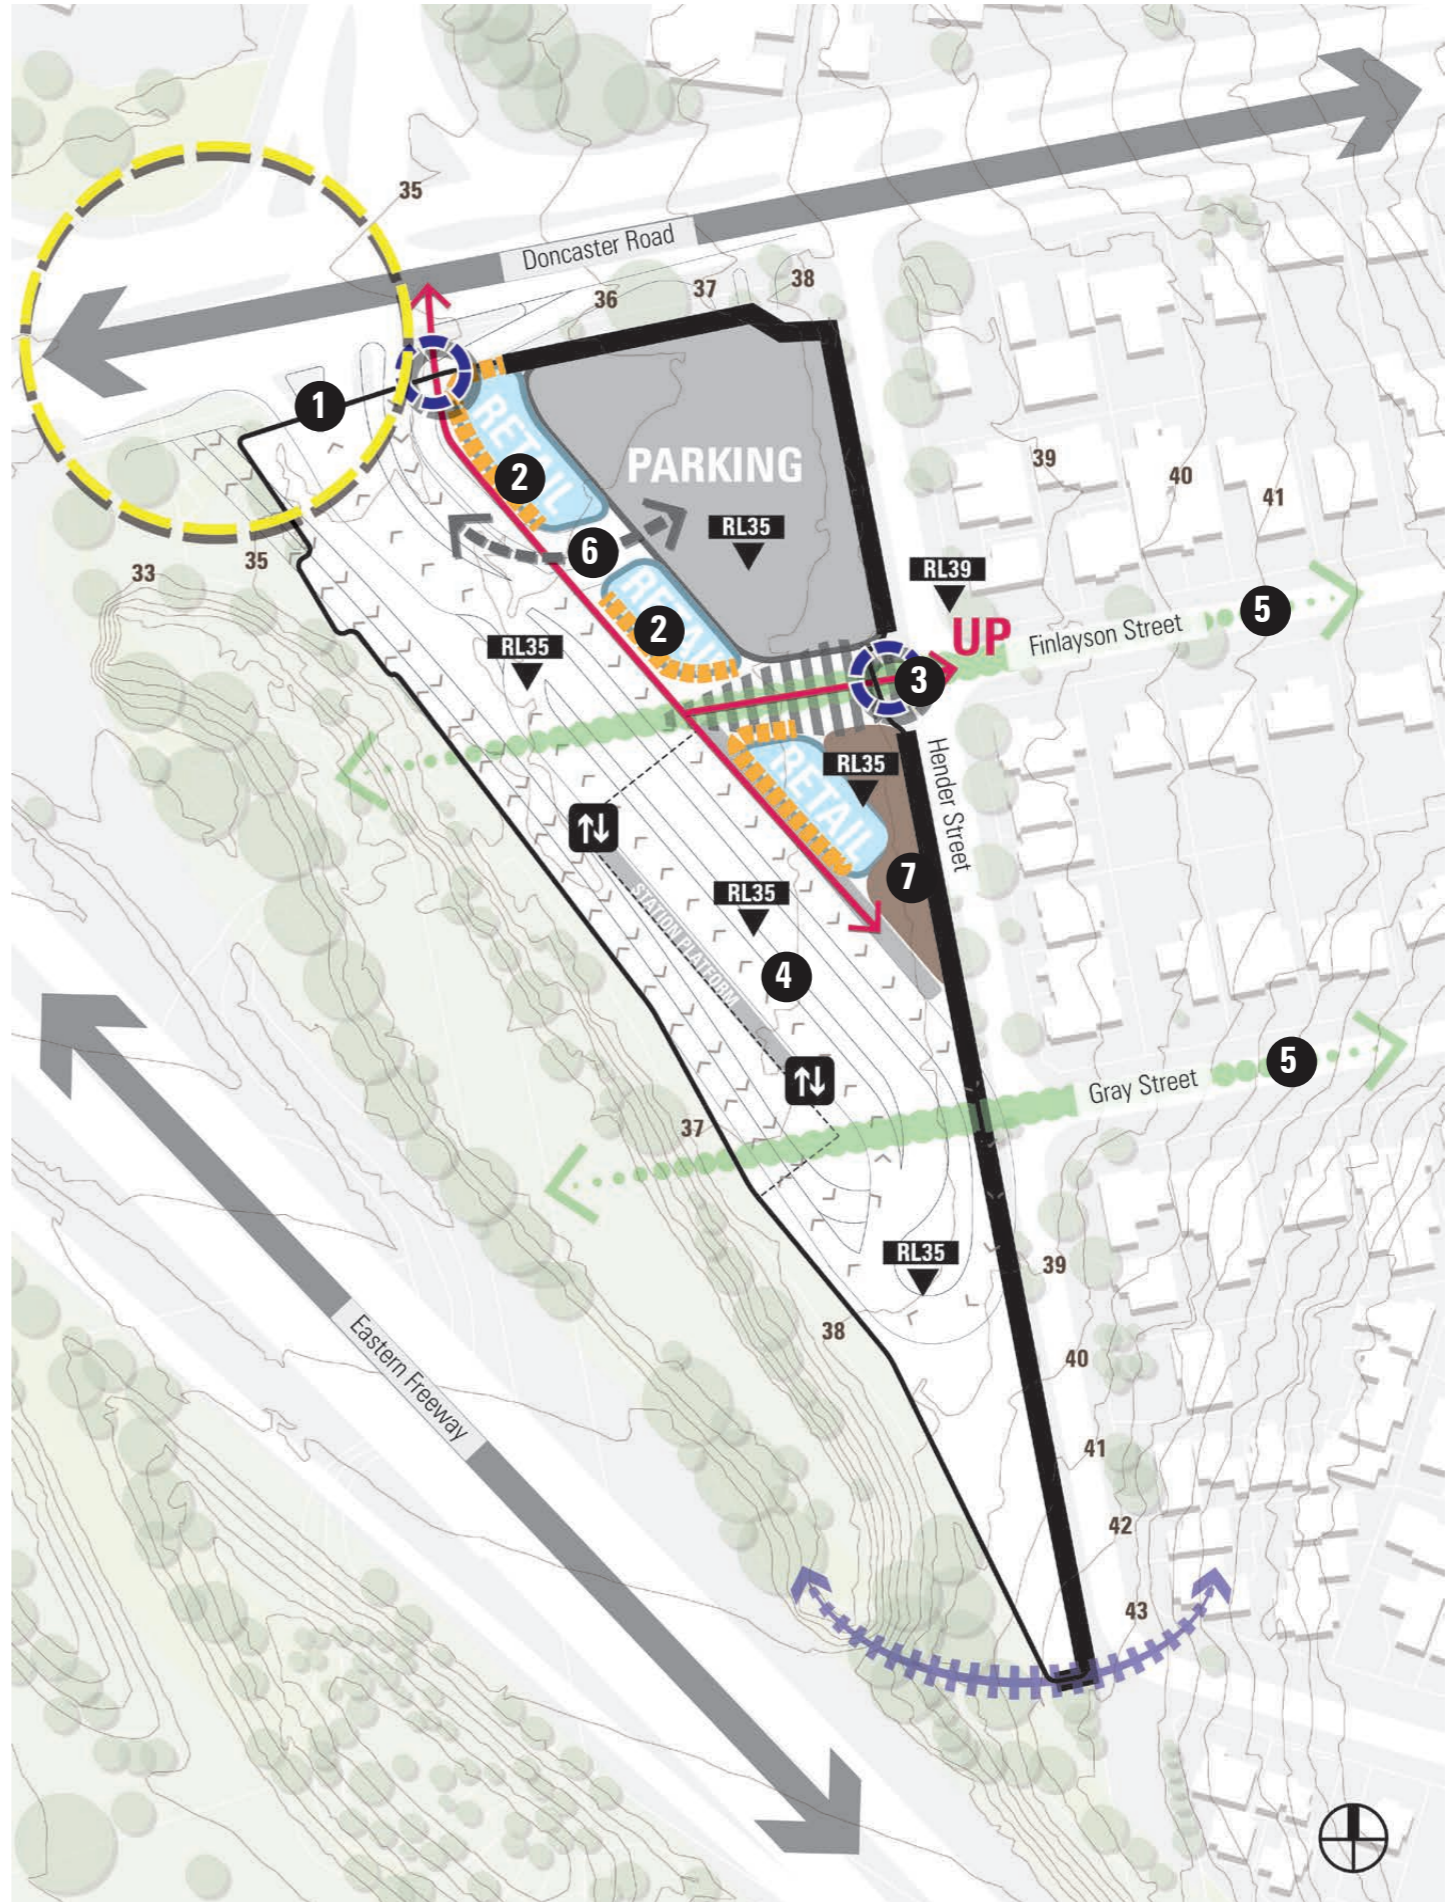 35
Doncaster Road
36
37
38
1
RETAIL
2
PARKING
RL35
39
40
41
6
33
35
RL39
5
RETAIL
2
UP
Finlayson Street
RL35
3
Hender Street
RL35
RETAIL
7
RL35
STATION PLATFORM
4
5
Gray Street
37
RL35
39
38
40
Eastern Freeway
41
42
43